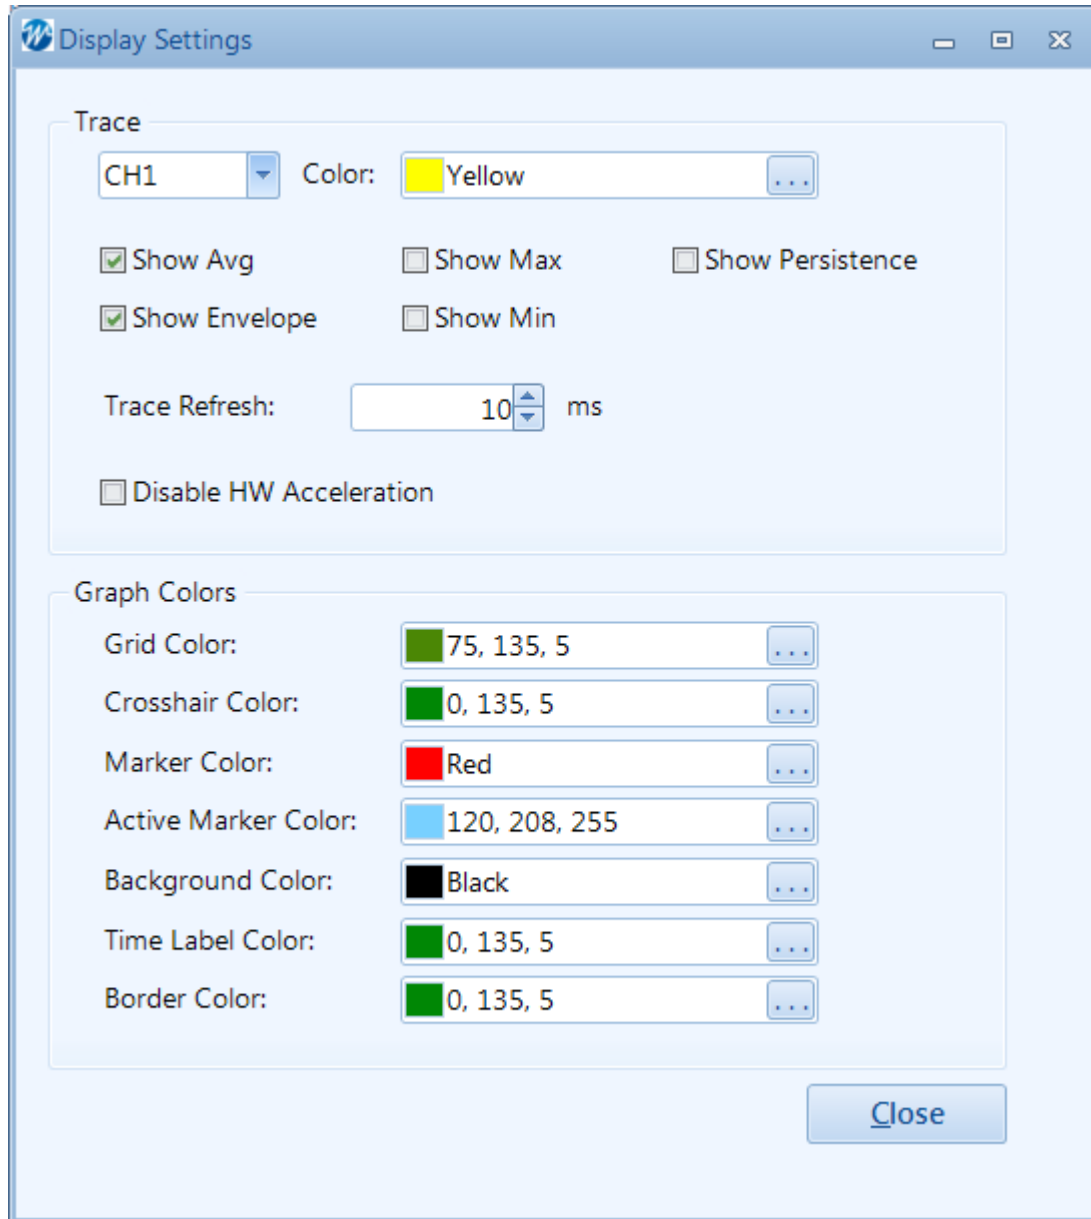 Display Settings
Trace
CH1 Color: Yellow ...
Show Avg Show Max Show Persistence
Show Envelope Show Min
Trace Refresh: 10 ms
Disable HW Acceleration
Graph Colors
Grid Color: 75, 135, 5 ...
Crosshair Color: 0, 135, 5 ...
Marker Color: Red ...
Active Marker Color: 120, 208, 255 ...
Background Color: Black ...
Time Label Color: 0, 135, 5 ...
Border Color: 0, 135, 5 ...
Close